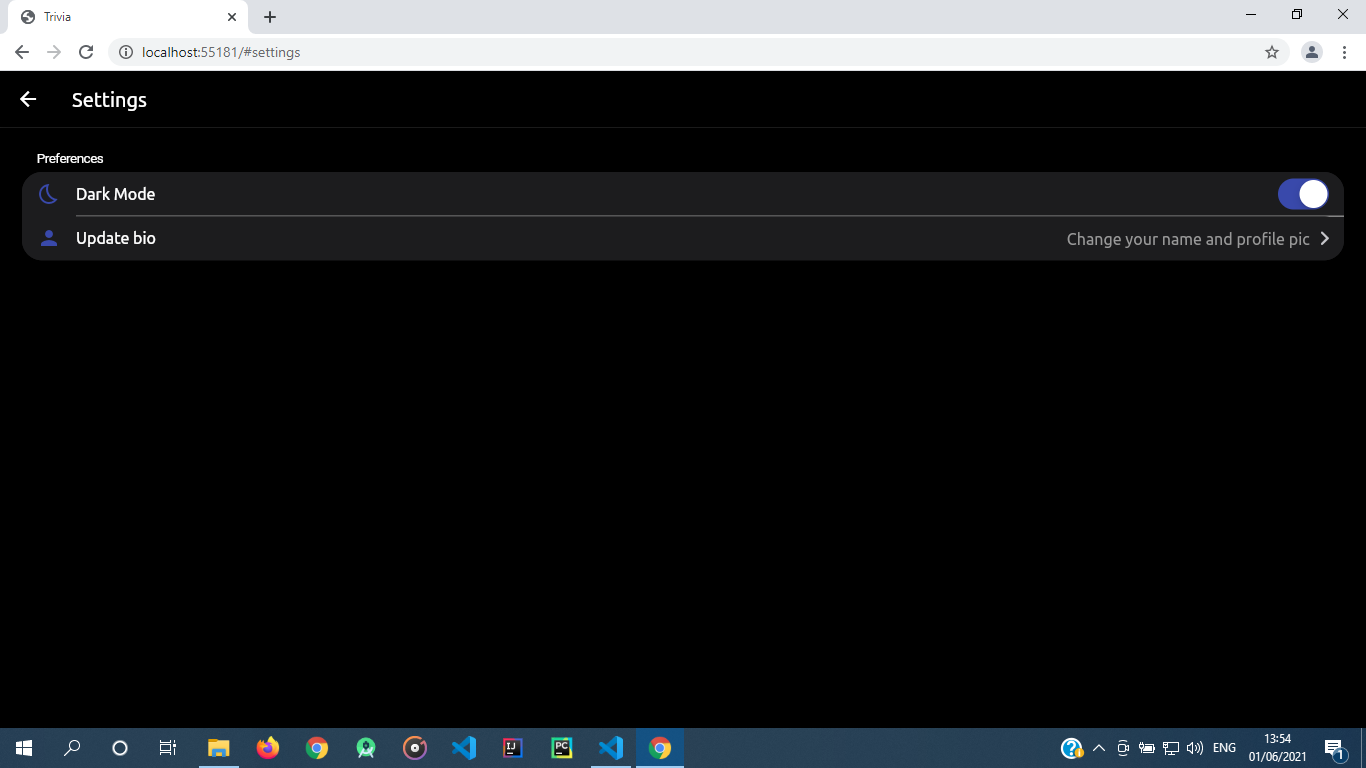 Trivia
localhost:55181/#settings
Settings
Preferences
Dark Mode
Update bio Change your name and profile pic
IJ
PC
ENG
13:54
01/06/2021
1